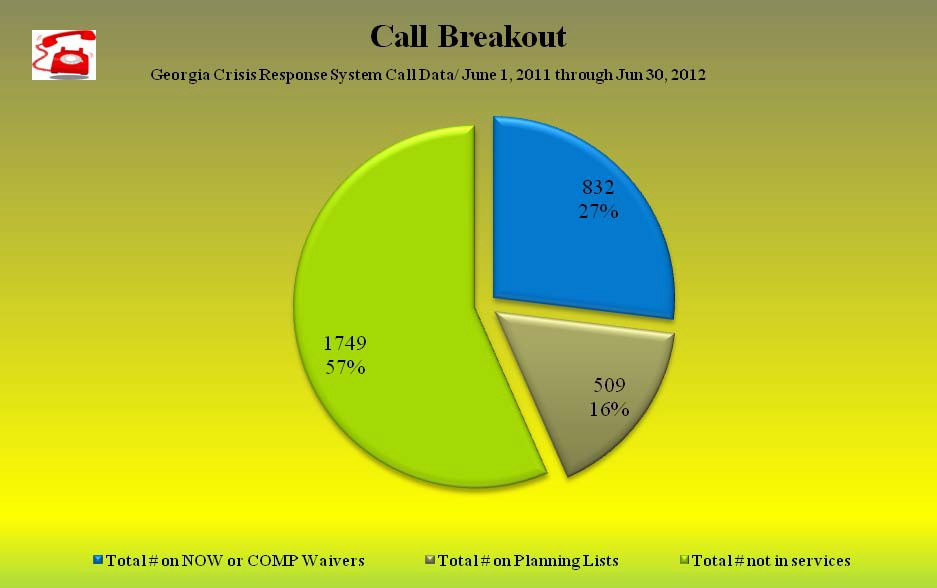 Call Breakout
Georgia Crisis Response System Call Data/ June 1, 2011 through Jun 30, 2012
832
27%
1749
57%
509
16%
Total # on NOW or COMP Waivers
Total # on Planning Lists
Total # not in services